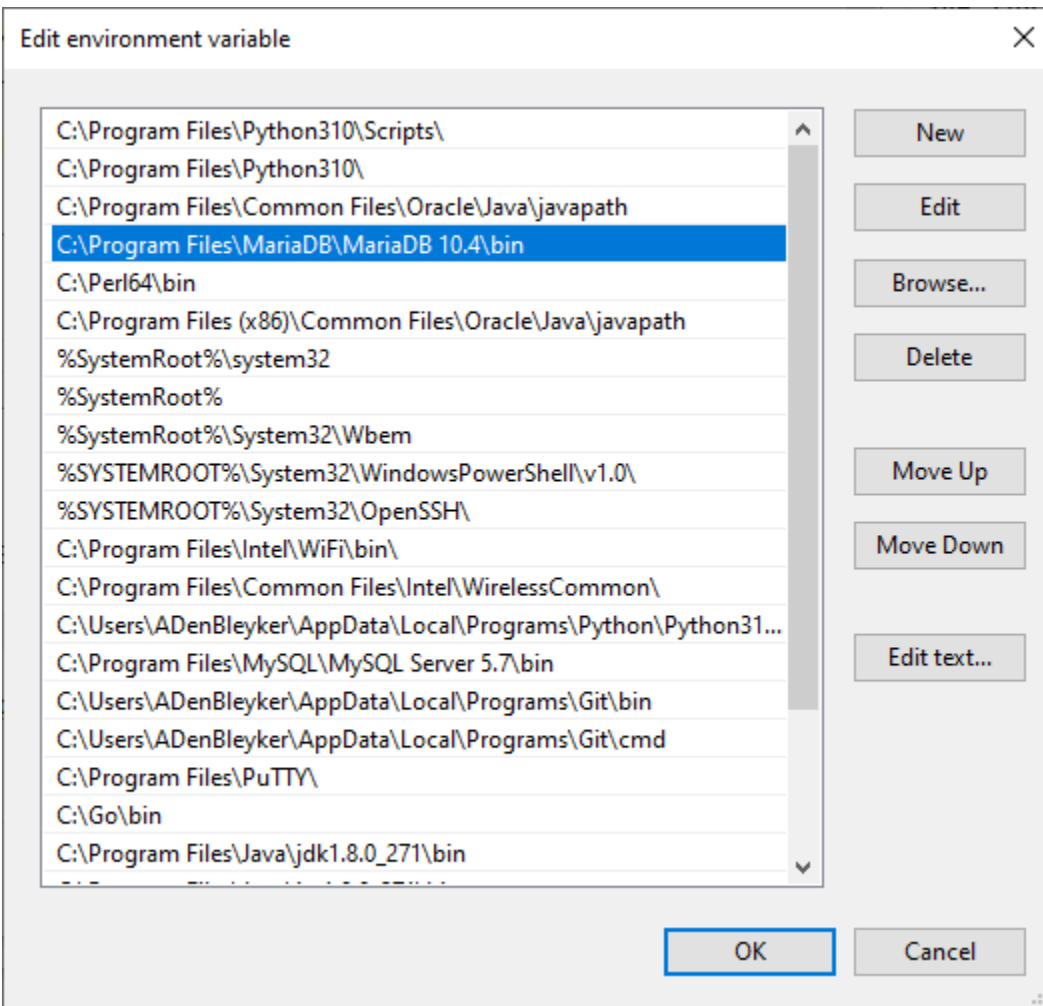 Edit environment variable
C:\Program Files\Python310\Scripts\
C:\Program Files\Python310\
C:\Program Files\Common Files\Oracle\Java\javapath
C:\Program Files\MariaDB\MariaDB 10.4\bin
C:\Perl64\bin
C:\Program Files (x86)\Common Files\Oracle\Java\javapath
%SystemRoot%\system32
%SystemRoot%
%SystemRoot%\System32\Wbem
%SYSTEMROOT%\System32\WindowsPowerShell\v1.0\
%SYSTEMROOT%\System32\OpenSSH\
C:\Program Files\Intel\WiFi\bin\
C:\Program Files\Common Files\Intel\WirelessCommon\
C:\Users\ADenBleyker\AppData\Local\Programs\Python\Python31...
C:\Program Files\MySQL\MySQL Server 5.7\bin
C:\Users\ADenBleyker\AppData\Local\Programs\Git\bin
C:\Users\ADenBleyker\AppData\Local\Programs\Git\cmd
C:\Program Files\PuTTY\
C:\Go\bin
C:\Program Files\Java\jdk1.8.0_271\bin
New
Edit
Browse...
Delete
Move Up
Move Down
Edit text...
OK
Cancel